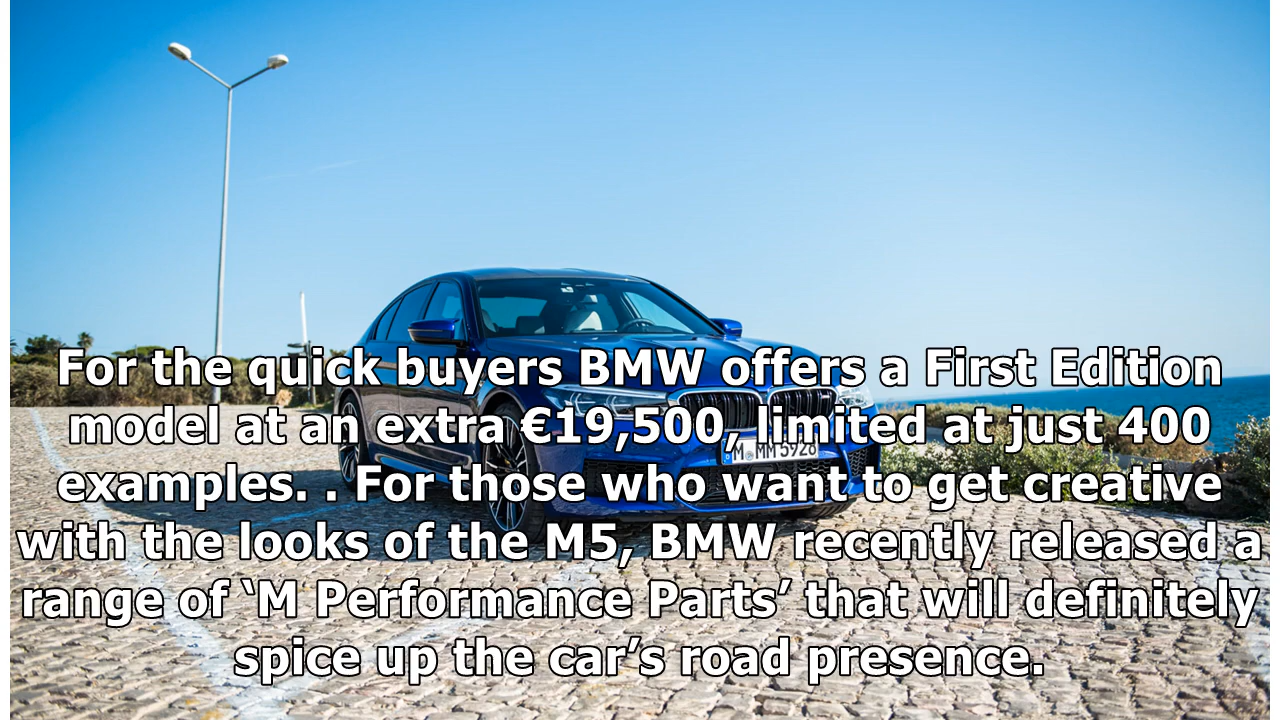 For the quick buyers BMW offers a First Edition
model at an extra €19,500, limited at just 400
examples. . For those who want to get creative
with the looks of the M5, BMW recently released a
range of ‘M Performance Parts’ that will definitely
spice up the car’s road presence.
M MM 5928